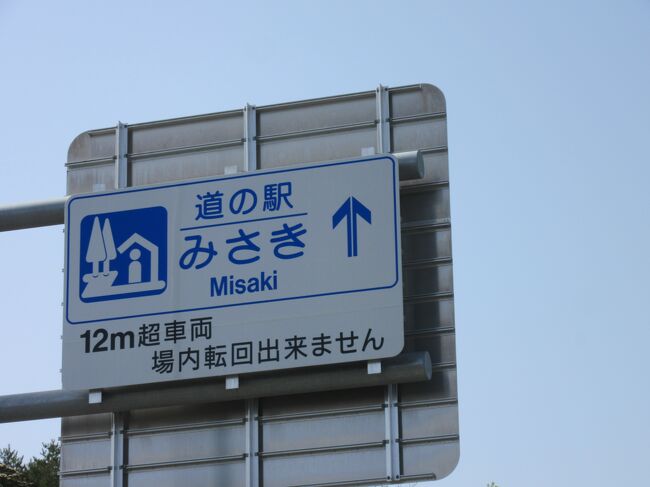 道の駅
みさき
Misaki
12m超車両
場内転回出来ません